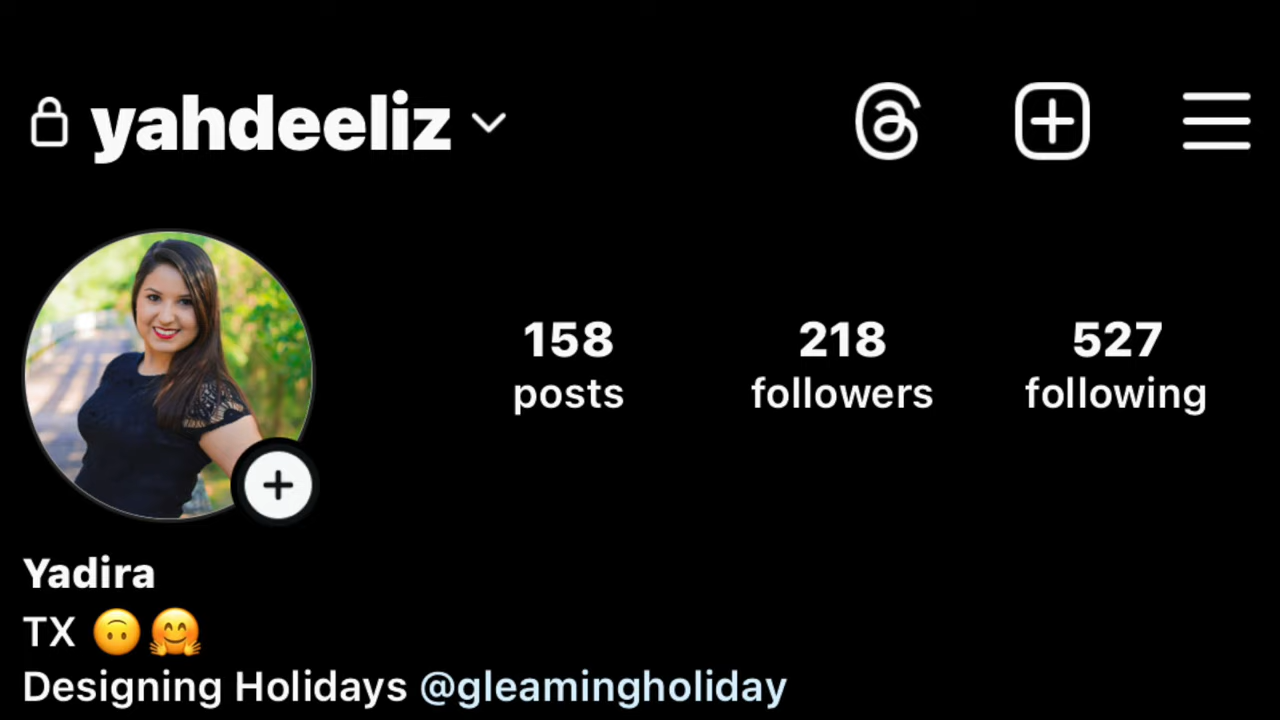 yahdeeliz
158 218 527
posts followers following
Yadira
TX 🙃🤗
Designing Holidays @gleamingholiday